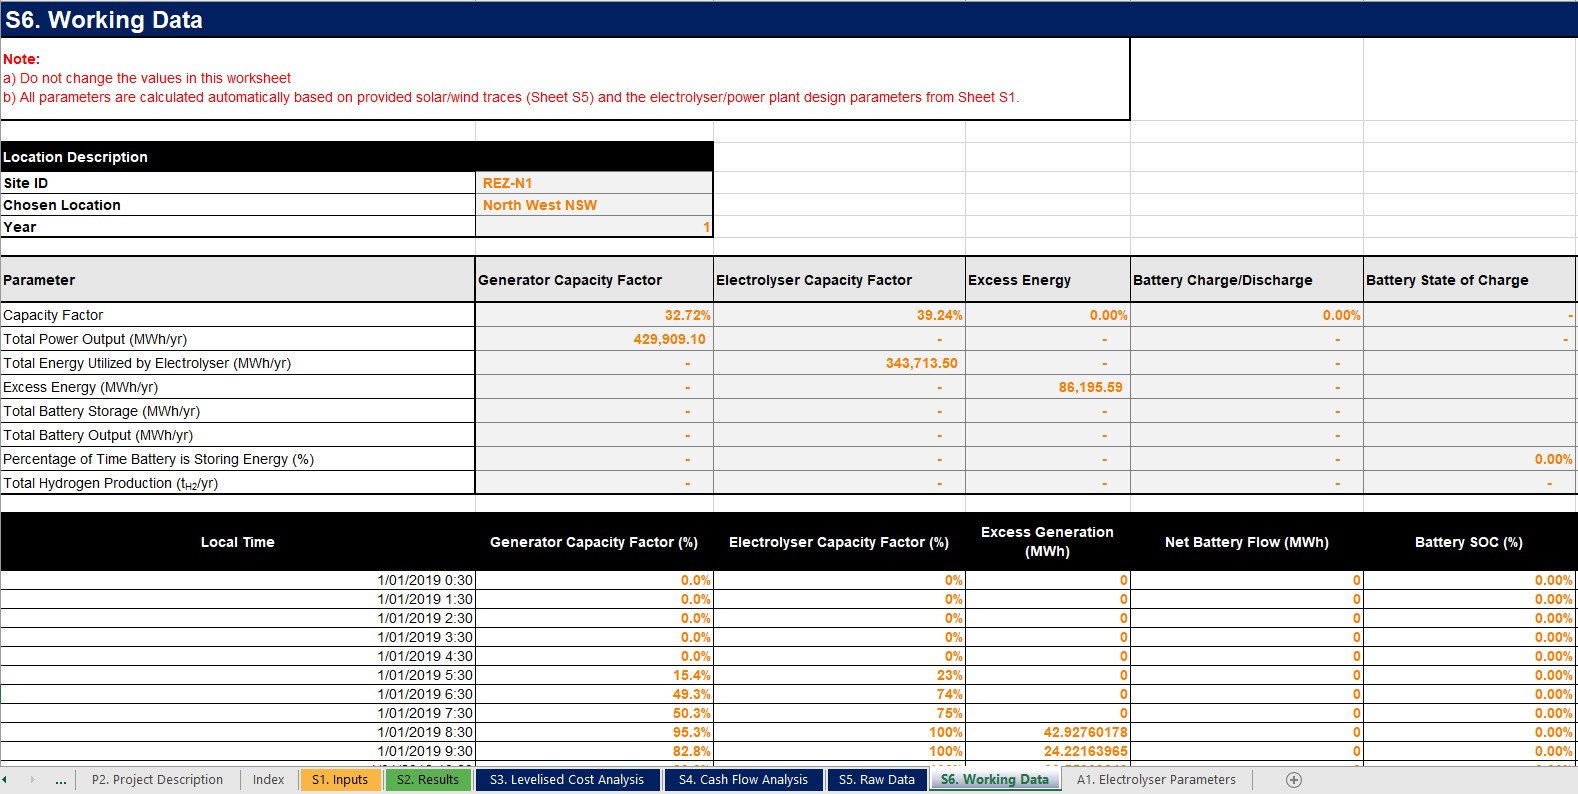 S6. Working Data
Note:
a) Do not change the values in this worksheet
b) All parameters are calculated automatically based on provided solar/wind traces (Sheet S5) and the electrolyser/power plant design parameters from Sheet S1.
Location Description
Site ID REZ-N1
Chosen Location North West NSW
Year 1
Parameter Generator Capacity Factor Electrolyser Capacity Factor Excess Energy Battery Charge/Discharge Battery State of Charge
Capacity Factor 32.72% 39.24% 0.00% 0.00% -
Total Power Output (MWh/yr) 429,909.10 - - - -
Total Energy Utilized by Electrolyser (MWh/yr) - 343,713.50 - -
Excess Energy (MWh/yr) - - 86,195.59 -
Total Battery Storage (MWh/yr) - - - -
Total Battery Output (MWh/yr) - - - -
Percentage of Time Battery is Storing Energy (%) - - - - 0.00%
Total Hydrogen Production (tH2/yr) - - - - -
Local Time Generator Capacity Factor (%) Electrolyser Capacity Factor (%) Excess Generation (MWh) Net Battery Flow (MWh) Battery SOC (%)
1/01/2019 0:30 0.0% 0% 0 0 0.00%
1/01/2019 1:30 0.0% 0% 0 0 0.00%
1/01/2019 2:30 0.0% 0% 0 0 0.00%
1/01/2019 3:30 0.0% 0% 0 0 0.00%
1/01/2019 4:30 0.0% 0% 0 0 0.00%
1/01/2019 5:30 15.4% 23% 0 0 0.00%
1/01/2019 6:30 49.3% 74% 0 0 0.00%
1/01/2019 7:30 50.3% 75% 0 0 0.00%
1/01/2019 8:30 95.3% 100% 42.92760178 0 0.00%
1/01/2019 9:30 82.8% 100% 24.22163965 0 0.00%
... P2. Project Description Index S1. Inputs S2. Results S3. Levelised Cost Analysis S4. Cash Flow Analysis S5. Raw Data S6. Working Data A1. Electrolyser Parameters